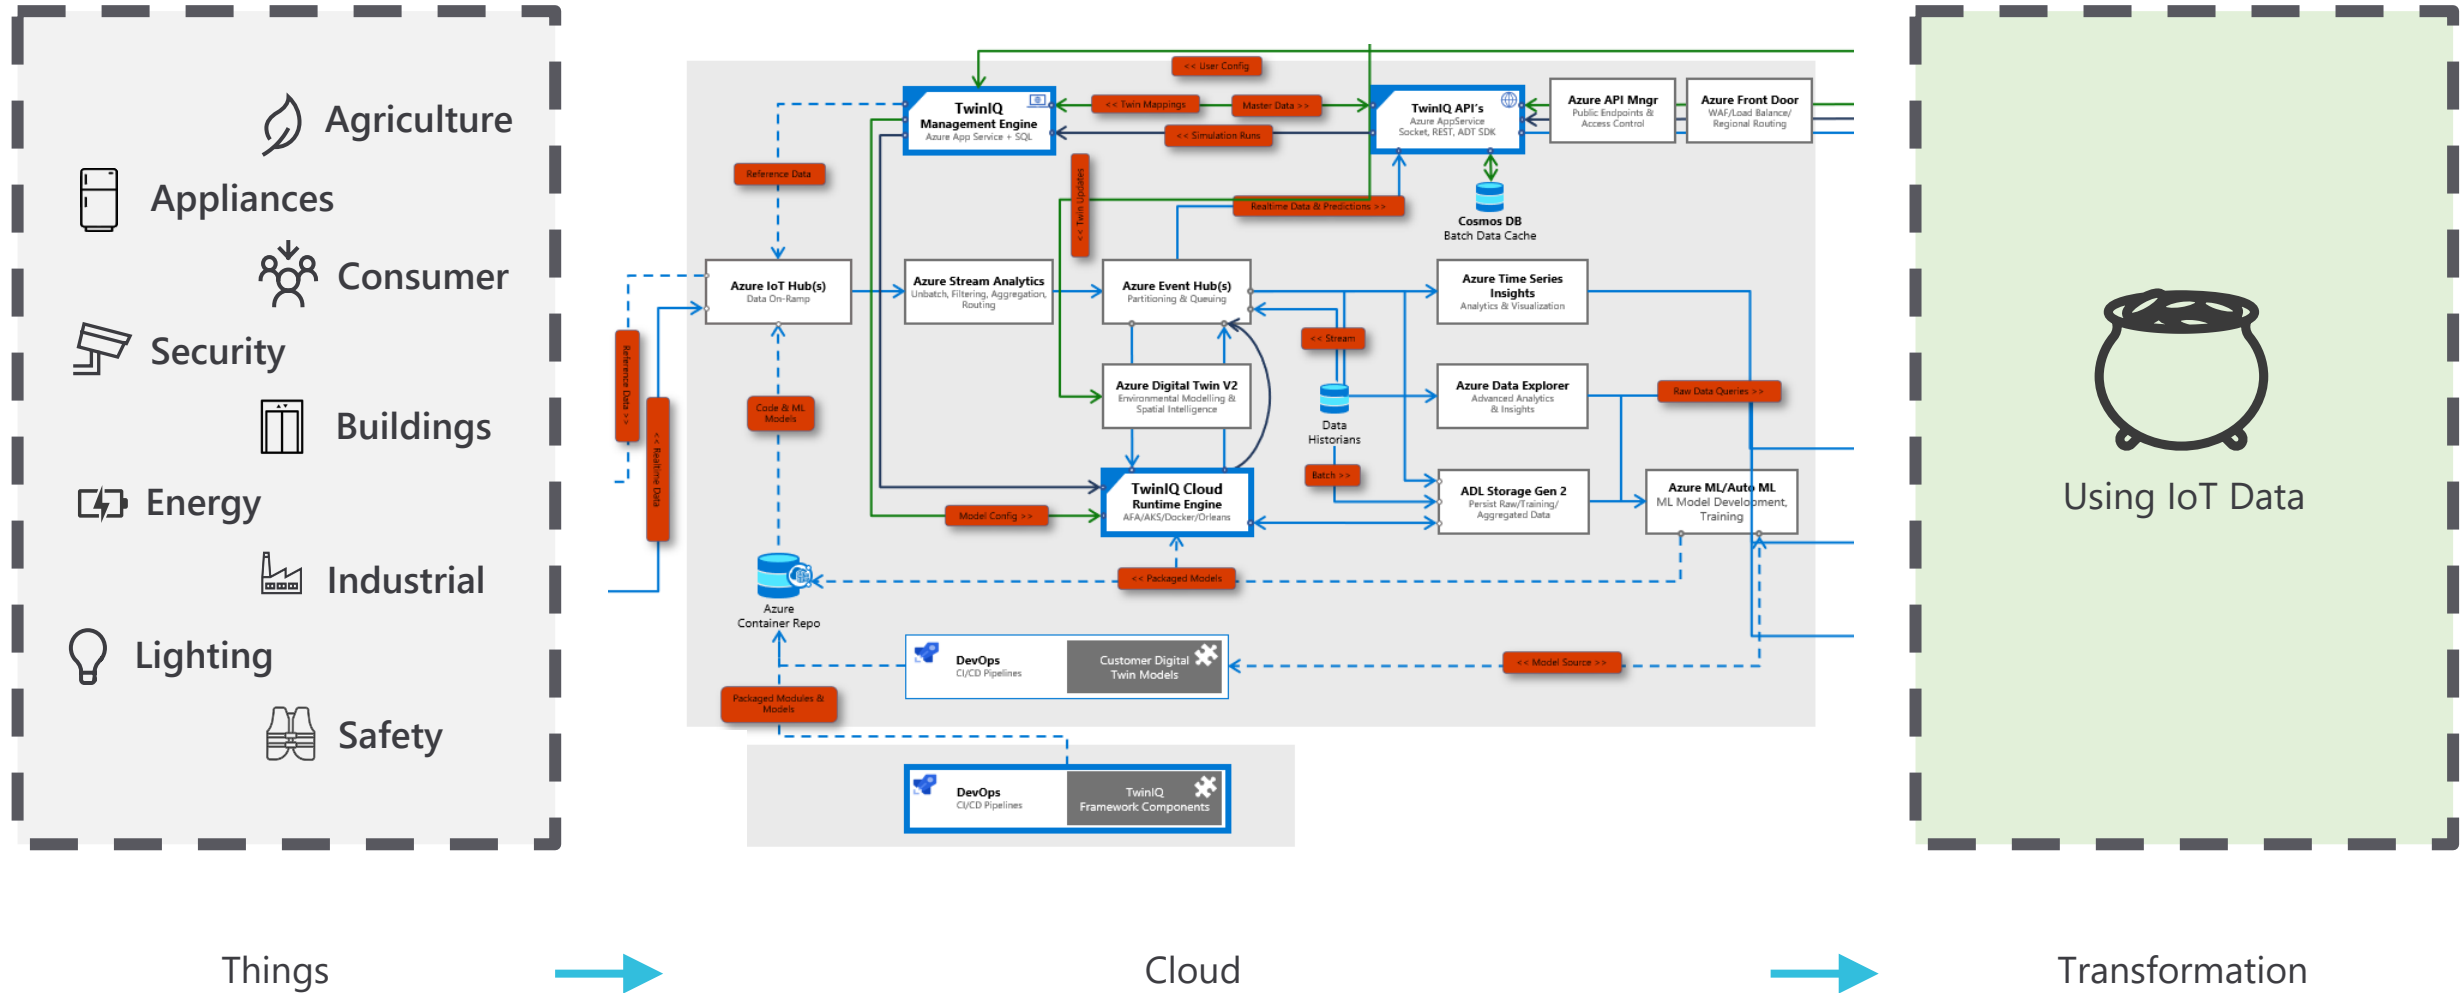 Agriculture
Appliances
Consumer
Security
Buildings
Energy
Industrial
Lighting
Safety
<< User Config
TwinIQ
Management Engine
Azure App Service + SQL
<< Twin Mappings
Master Data >>
<< Simulation Runs
TwinIQ API's
Azure AppService
Socket, REST, ADT SDK
Azure API Mngr
Public Endpoints &
Access Control
Azure Front Door
WAF/Load Balance/
Regional Routing
Reference Data
<< Twin Updates
Realtime Data & Predictions >>
Cosmos DB
Batch Data Cache
Azure IoT Hub(s)
Data On-Ramp
Azure Stream Analytics
Unbatch, Filtering, Aggregation,
Routing
Azure Event Hub(s)
Partitioning & Queuing
Azure Time Series
Insights
Analytics & Visualization
Reference Data >>
<< Realtime Data
Code & ML
Models
<< Stream
Azure Digital Twin V2
Environmental Modelling &
Spatial Intelligence
Data
Historians
Azure Data Explorer
Advanced Analytics
& Insights
Raw Data Queries >>
Batch >>
TwinIQ Cloud
Runtime Engine
AFA/AKS/Docker/Orleans
Model Config >>
ADL Storage Gen 2
Persist Raw/Training/
Aggregated Data
Azure ML/Auto ML
ML Model Development,
Training
<< Packaged Models
Azure
Container Repo
DevOps
CI/CD Pipelines
Customer Digital
Twin Models
<< Model Source >>
Packaged Modules &
Models
DevOps
CI/CD Pipelines
TwinIQ
Framework Components
Using IoT Data
Things
Cloud
Transformation